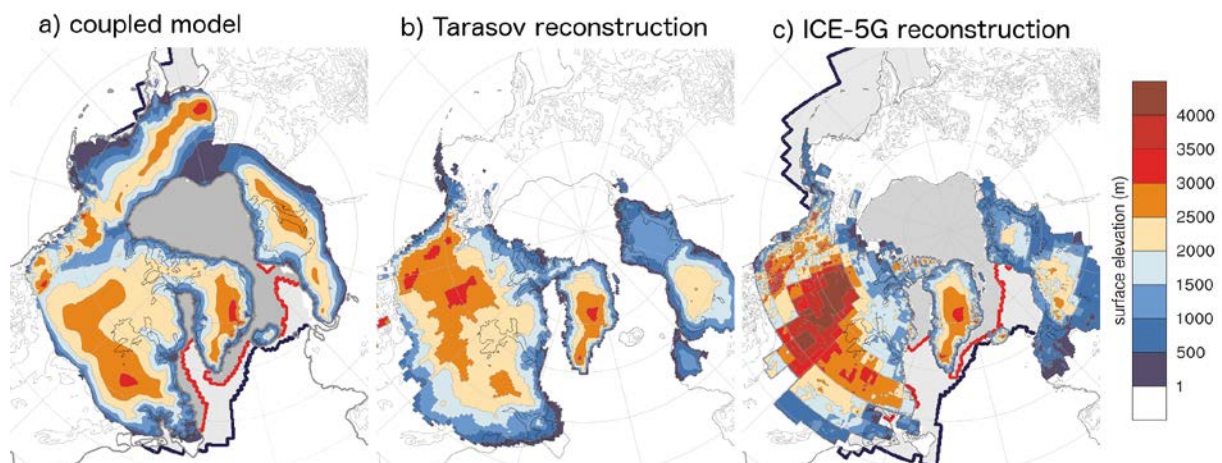 a) coupled model
b) Tarasov reconstruction
c) ICE-5G reconstruction
4000
3500
3000
2500
2000
1500
1000
500
1
surface elevation (m)